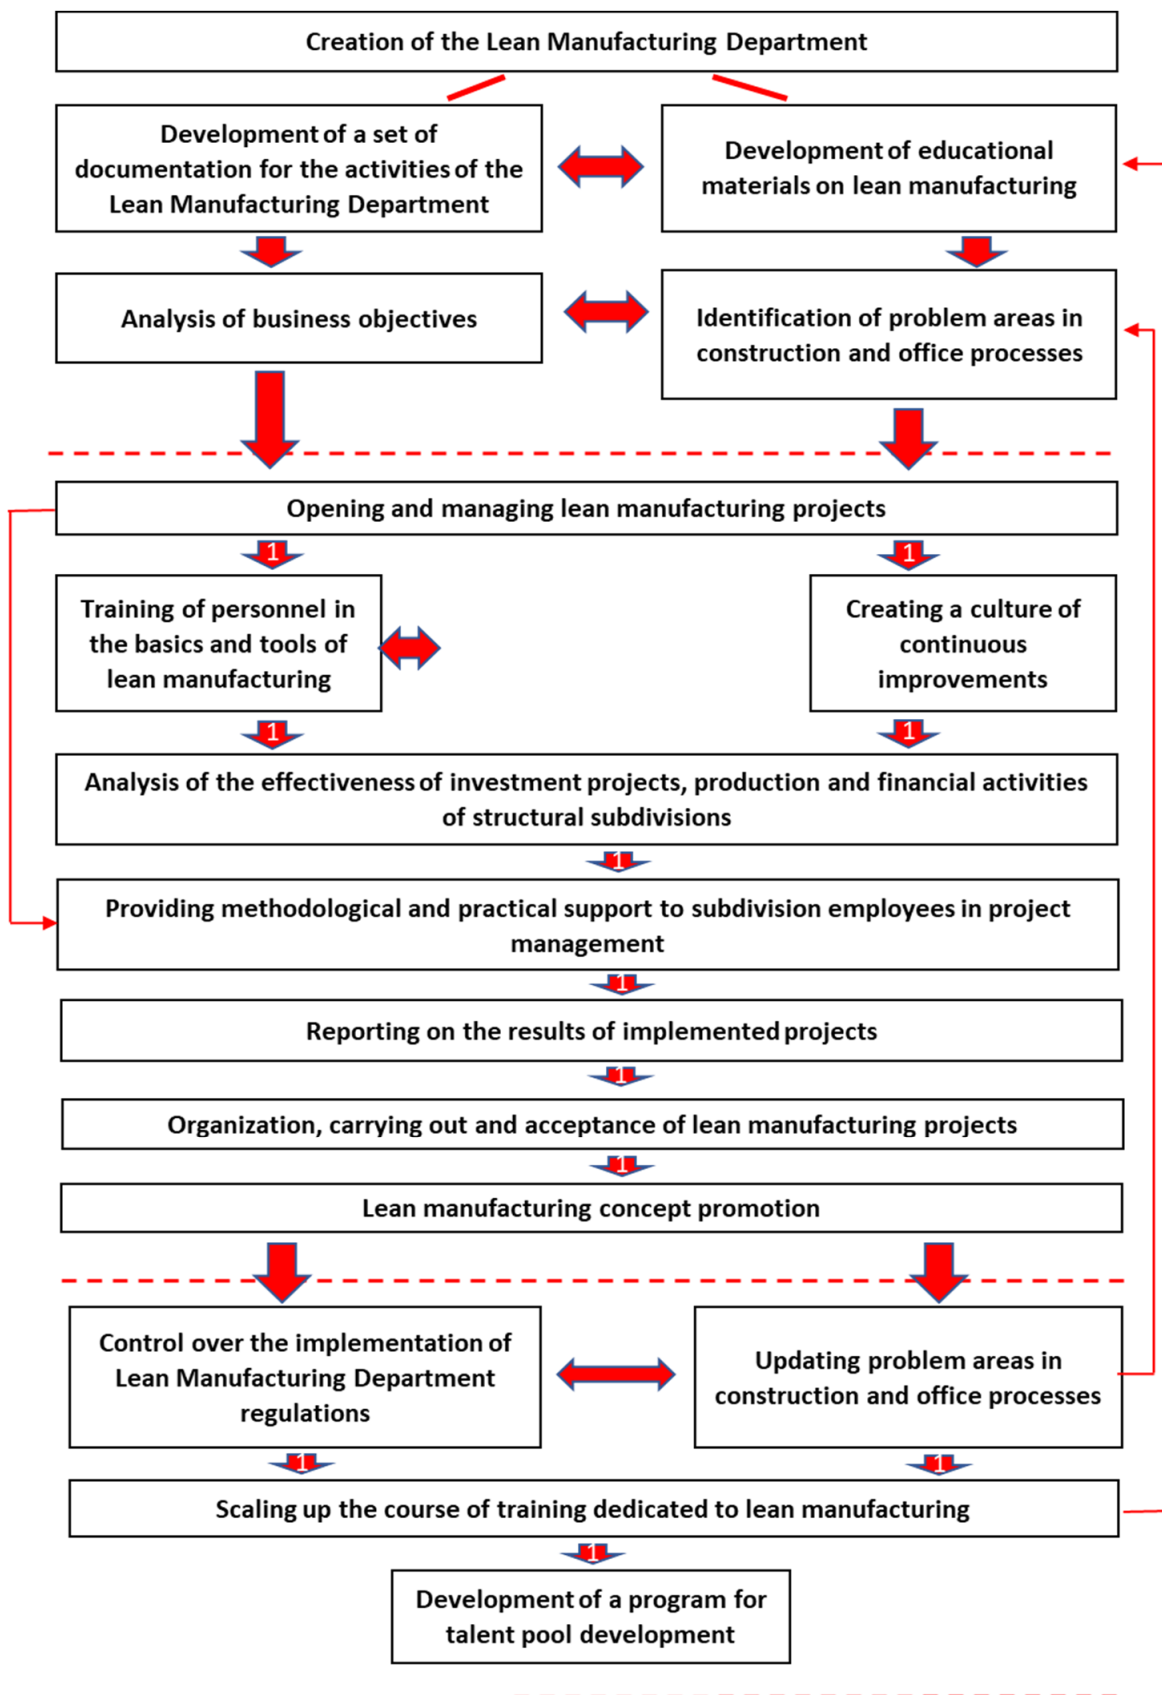 Creation of the Lean Manufacturing Department
Development of a set of
documentation for the activities of the
Lean Manufacturing Department
Development of educational
materials on lean manufacturing
Analysis of business objectives
Identification of problem areas in
construction and office processes
Opening and managing lean manufacturing projects
1
1
Training of personnel in
the basics and tools of
lean manufacturing
Creating a culture of
continuous
improvements
1
1
Analysis of the effectiveness of investment projects, production and financial activities
of structural subdivisions
1
Providing methodological and practical support to subdivision employees in project
management
1
Reporting on the results of implemented projects
1
Organization, carrying out and acceptance of lean manufacturing projects
1
Lean manufacturing concept promotion
Control over the implementation of
Lean Manufacturing Department
regulations
Updating problem areas in
construction and office processes
1
1
Scaling up the course of training dedicated to lean manufacturing
1
Development of a program for
talent pool development